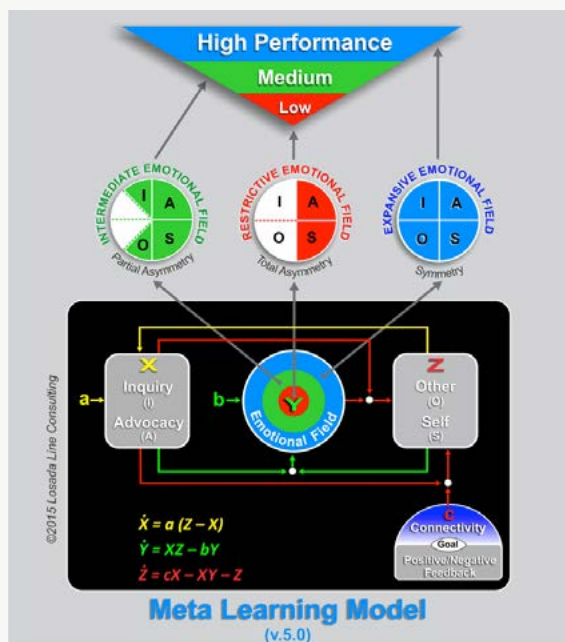 High Performance
Medium
Low
INTERMEDIATE EMOTIONAL FIELD
I A
O S
Partial Asymmetry
RESTRICTIVE EMOTIONAL FIELD
I A
O S
Total Asymmetry
EXPANSIVE EMOTIONAL FIELD
I A
O S
Symmetry
X
Inquiry
(I)
Advocacy
(A)
a
b
Y
Emotional Field
Z
Other
(O)
Self
(S)
C
Connectivity
Goal
Positive/Negative
Feedback
Ẋ = a (Z – X)
Ẏ = XZ – bY
Ż = cX – XY – Z
©2015 Losada Line Consulting
Meta Learning Model
(v.5.0)